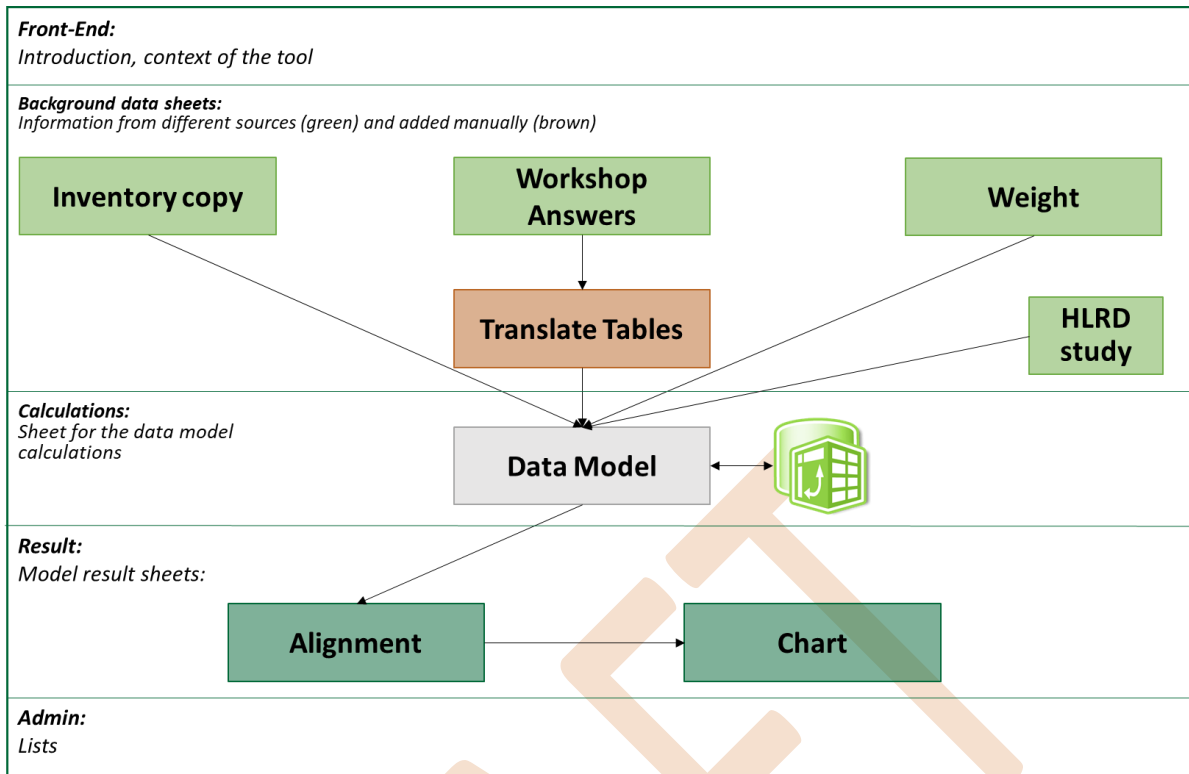 Front-End:
Introduction, context of the tool
Background data sheets:
Information from different sources (green) and added manually (brown)
Inventory copy
Workshop
Answers
Weight
Translate Tables
HLRD
study
Calculations:
Sheet for the data model
calculations
Data Model
Result:
Model result sheets:
Alignment
Chart
Admin:
Lists